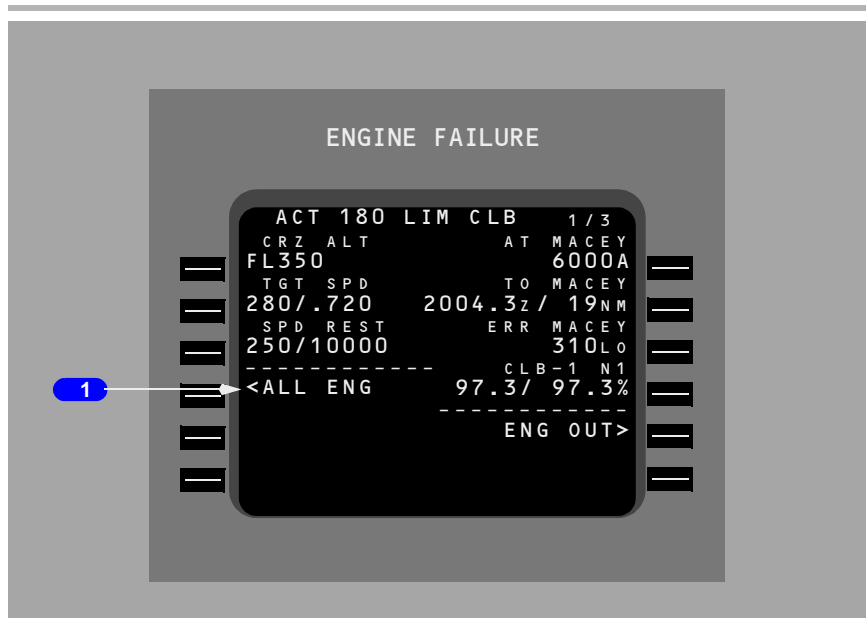 ENGINE FAILURE
ACT 180 LIM CLB 1/3
CRZ ALT AT MACEY
FL350 6000A
TGT SPD TO MACEY
280/.720 2004.3Z/ 19NM
SPD REST ERR MACEY
250/10000 310LO
------------- CLB-1 N1
<ALL ENG 97.3/ 97.3%
------------
ENG OUT>
1